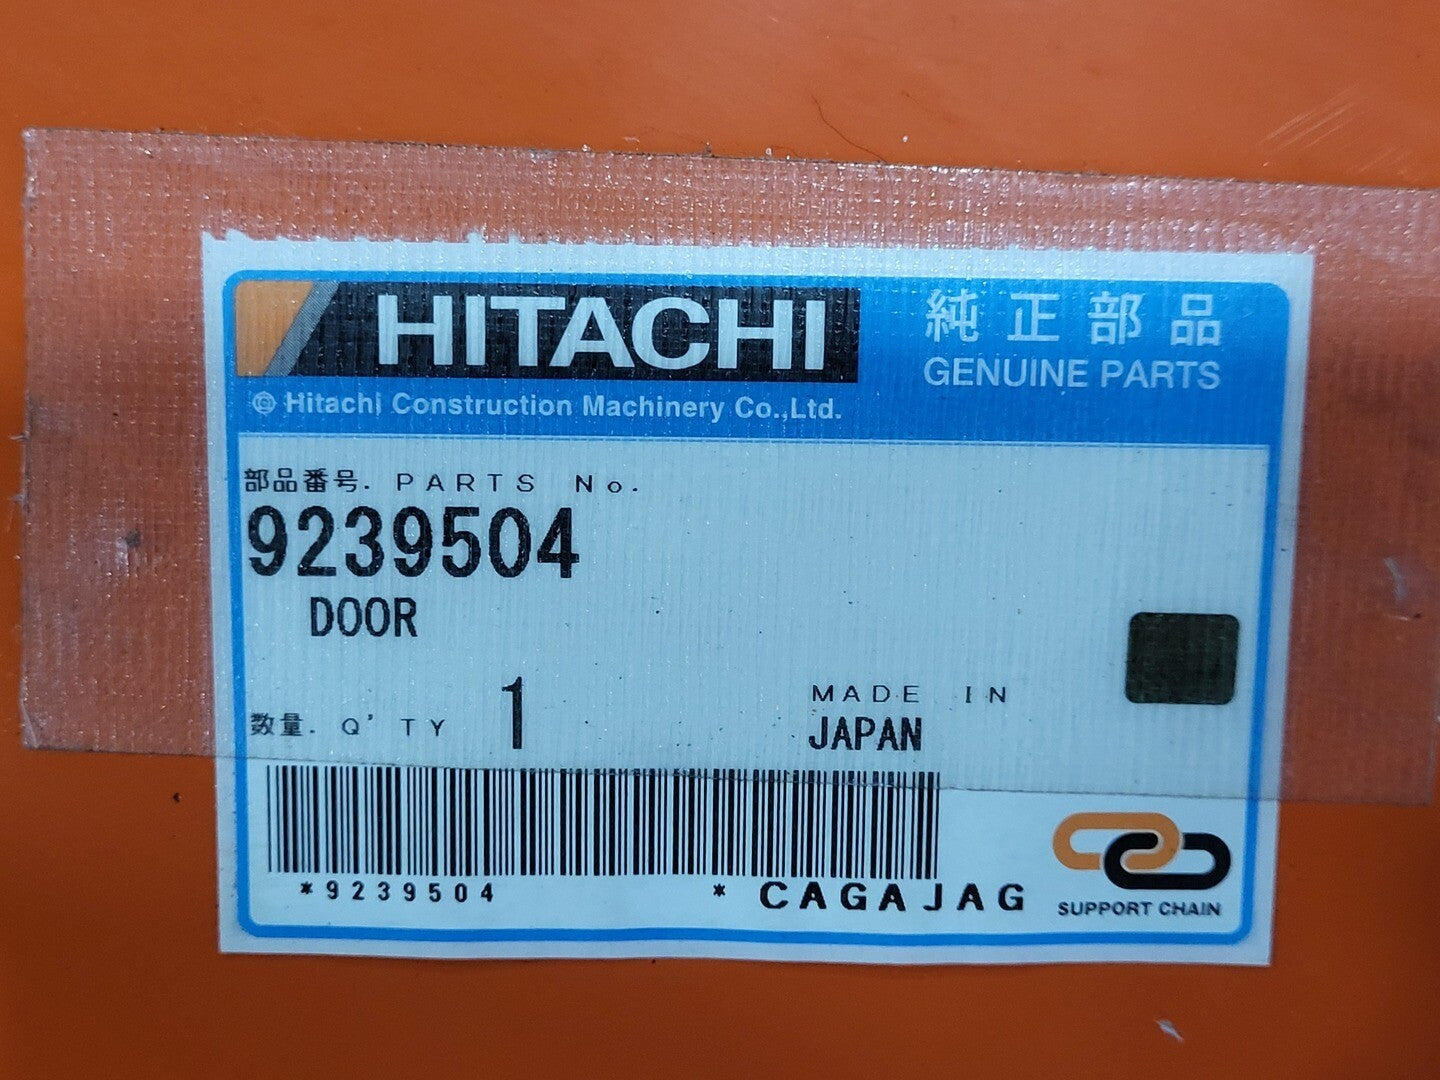 HITACHI
純正部品
GENUINE PARTS
Hitachi Construction Machinery Co.,Ltd.
部品番号. PARTS No.
9239504
DOOR
数量. Q'TY 1
MADE IN
JAPAN
*9239504 * CAGAJAG
SUPPORT CHAIN